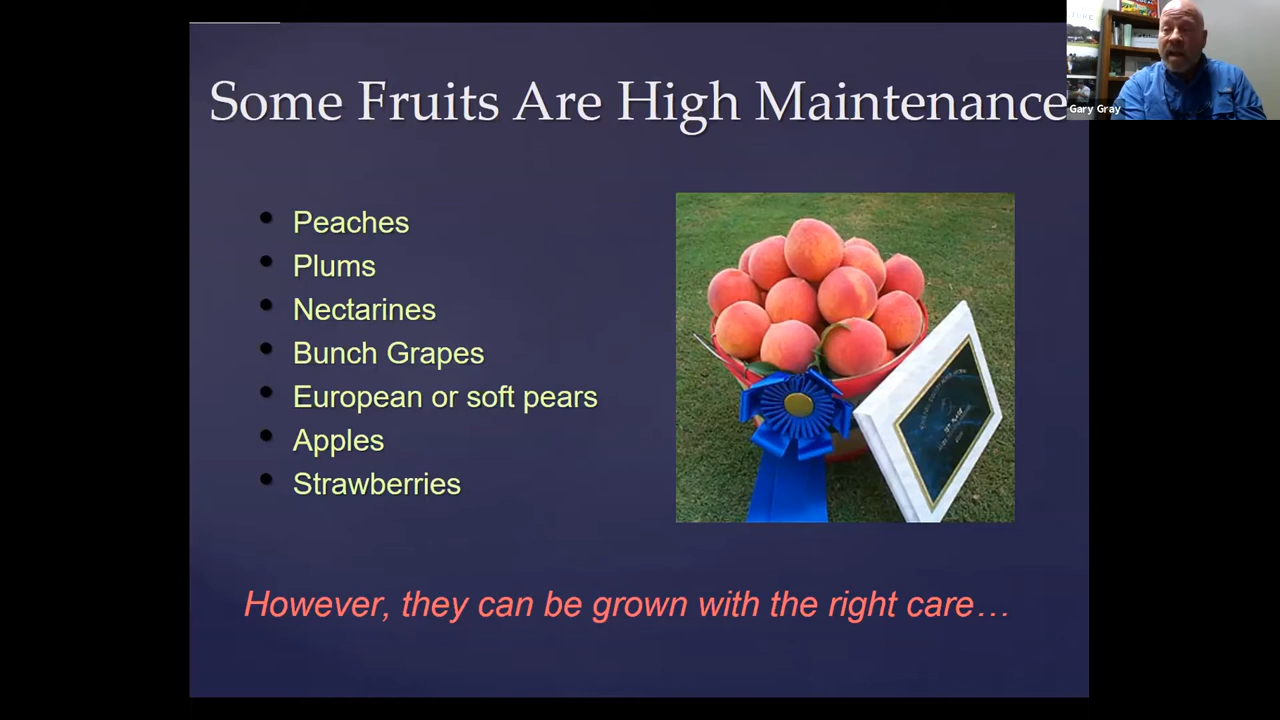 Some Fruits Are High Maintenance
Gary Gray
Peaches
Plums
Nectarines
Bunch Grapes
European or soft pears
Apples
Strawberries
However, they can be grown with the right care…